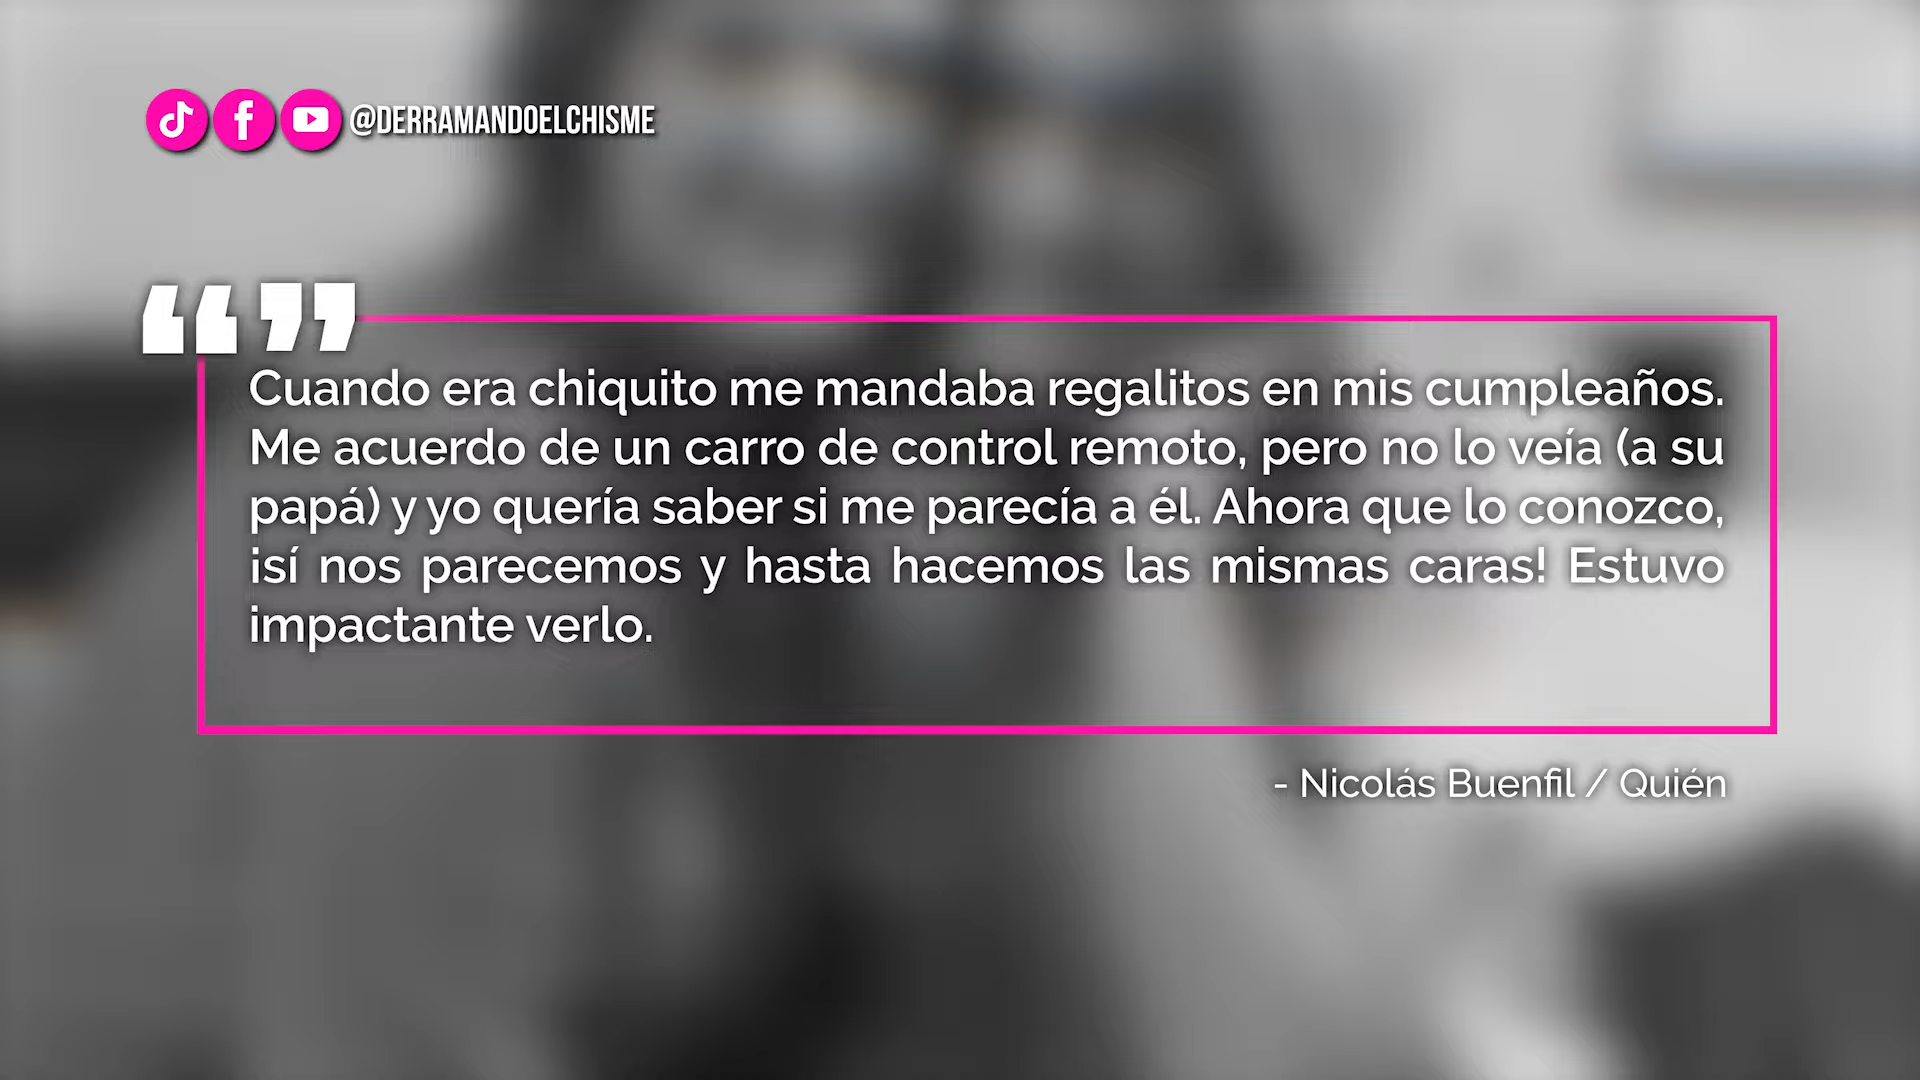 @DERRAMANDOELCHISME
“ ”
Cuando era chiquito me mandaba regalitos en mis cumpleaños.
Me acuerdo de un carro de control remoto, pero no lo veía (a su
papá) y yo quería saber si me parecía a él. Ahora que lo conozco,
¡sí nos parecemos y hasta hacemos las mismas caras! Estuvo
impactante verlo.
- Nicolás Buenfil / Quién